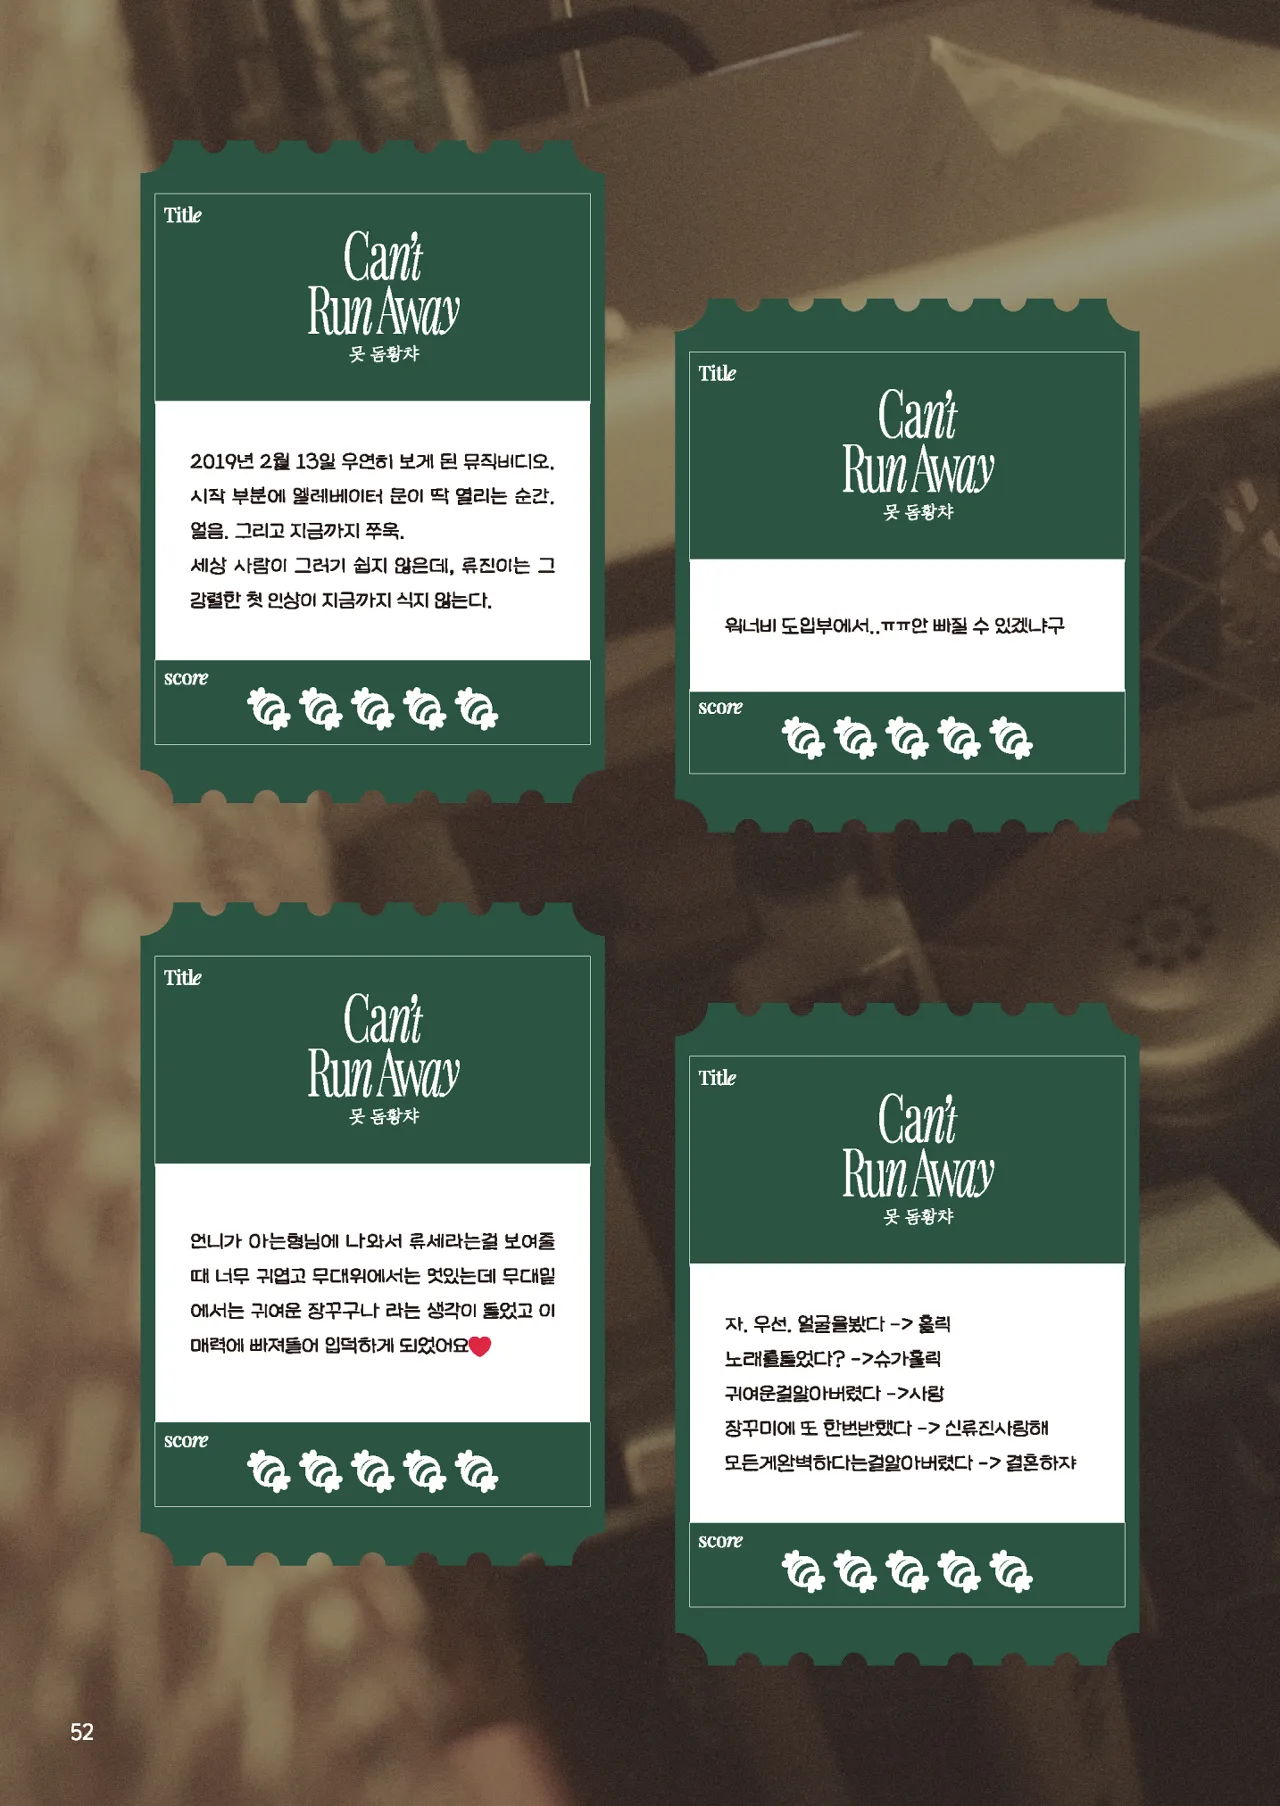 Title
Can't
Run Away
못 돔황챠
2019년 2월 13일 우연히 보게 된 뮤직비디오.
시작 부분에 엘레베이터 문이 딱 열리는 순간.
얼음. 그리고 지금까지 쭈욱.
세상 사람이 그러기 쉽지 않은데, 류진이는 그
강렬한 첫 인상이 지금까지 식지 않는다.
score
Title
Can't
Run Away
못 돔황챠
워너비 도입부에서..ㅠㅠ안 빠질 수 있겠냐구
score
Title
Can't
Run Away
못 돔황챠
언니가 아는형님에 나와서 류세라는걸 보여줄
때 너무 귀엽고 무대위에서는 멋있는데 무대밑
에서는 귀여운 장꾸구나 라는 생각이 들었고 이
매력에 빠져들어 입덕하게 되었어요❤
score
Title
Can't
Run Away
못 돔황챠
자. 우선. 얼굴을봤다 -> 홀릭
노래를들었다? ->슈가홀릭
귀여운걸알아버렸다 ->사랑
장꾸미에 또 한번반했다 -> 신류진사랑해
모든게완벽하다는걸알아버렸다 -> 결혼하쟈
score
52